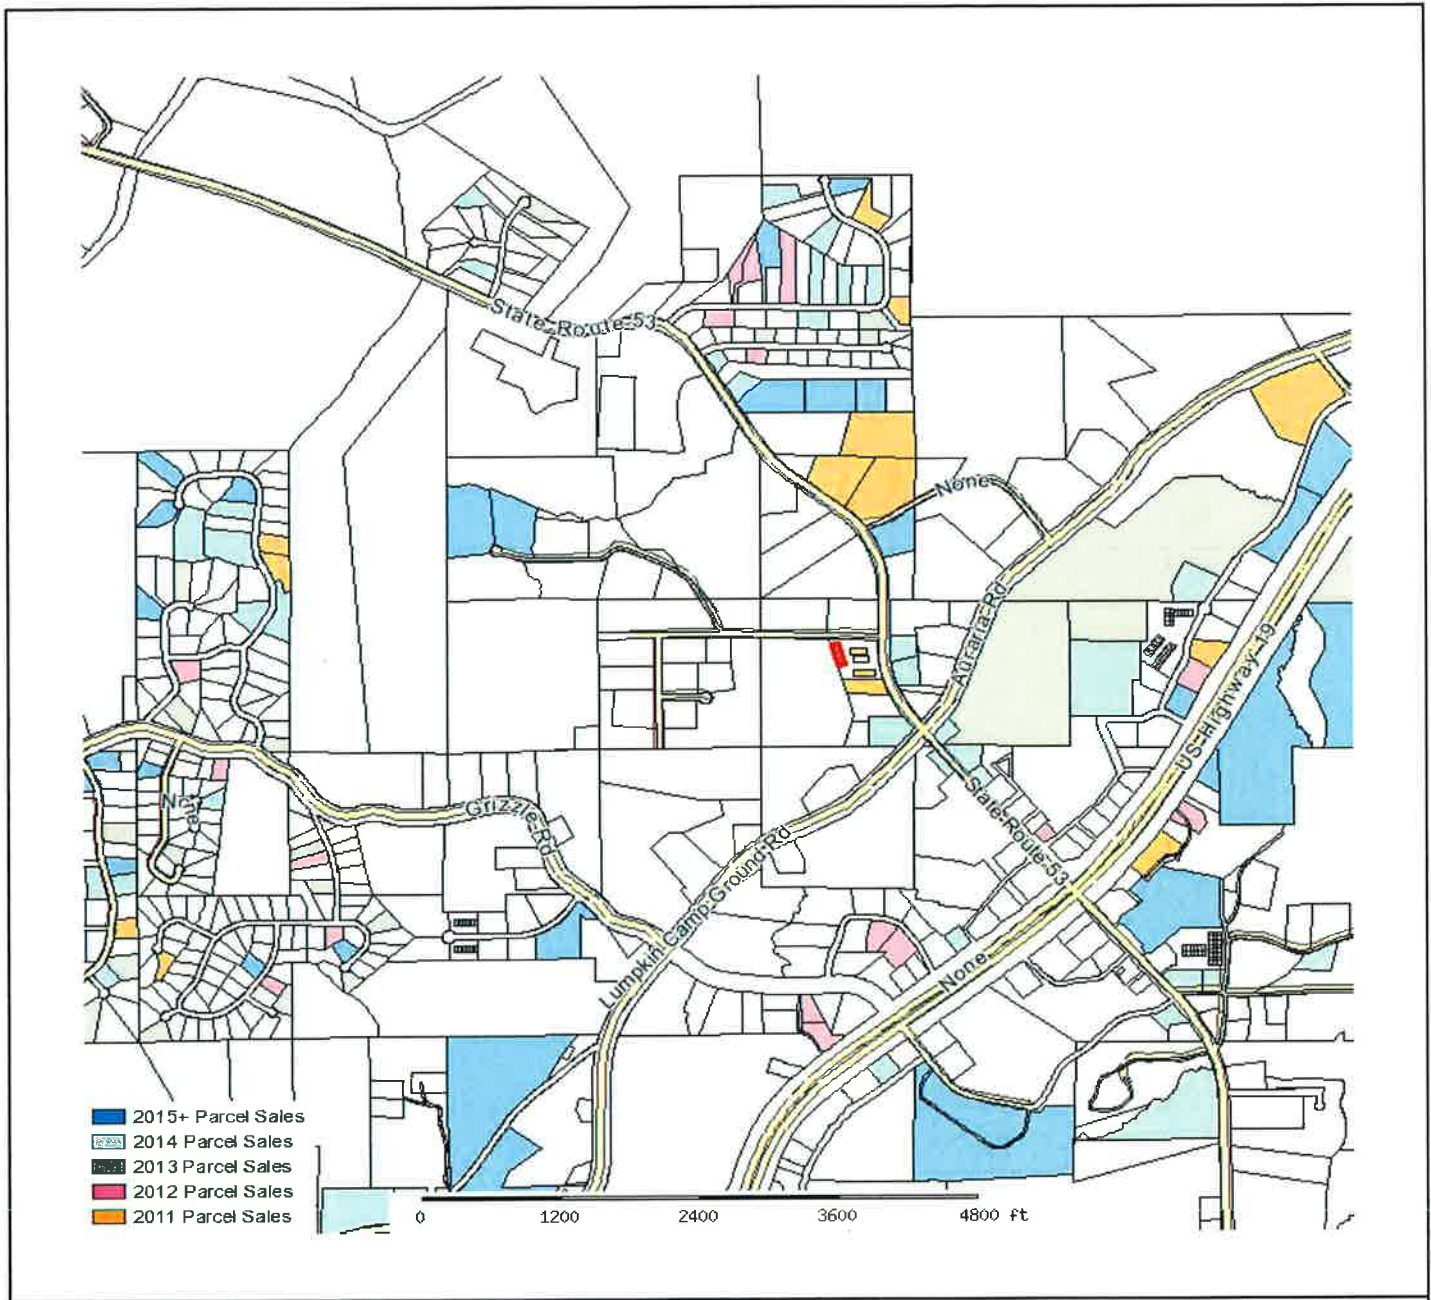 State Route 53
None
Auraria Rd
US Highway 19
None
Grizzle Rd
State Route 53
Lumpkin Camp Ground Rd
None
2015+ Parcel Sales
2014 Parcel Sales
2013 Parcel Sales
2012 Parcel Sales
2011 Parcel Sales
0 1200 2400 3600 4800 ft